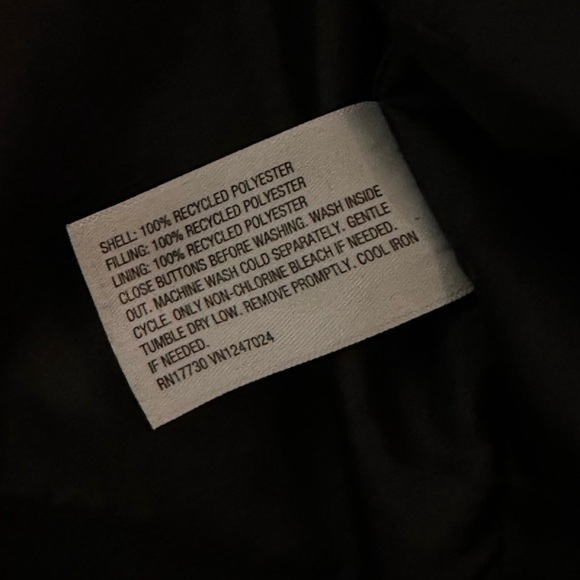 SHELL: 100% RECYCLED POLYESTER
FILLING: 100% RECYCLED POLYESTER
LINING: 100% RECYCLED POLYESTER
CLOSE BUTTONS BEFORE WASHING. WASH INSIDE
OUT. MACHINE WASH COLD SEPARATELY. GENTLE
CYCLE. ONLY NON-CHLORINE BLEACH IF NEEDED.
TUMBLE DRY LOW. REMOVE PROMPTLY. COOL IRON
IF NEEDED.
RN17730 VN1247024